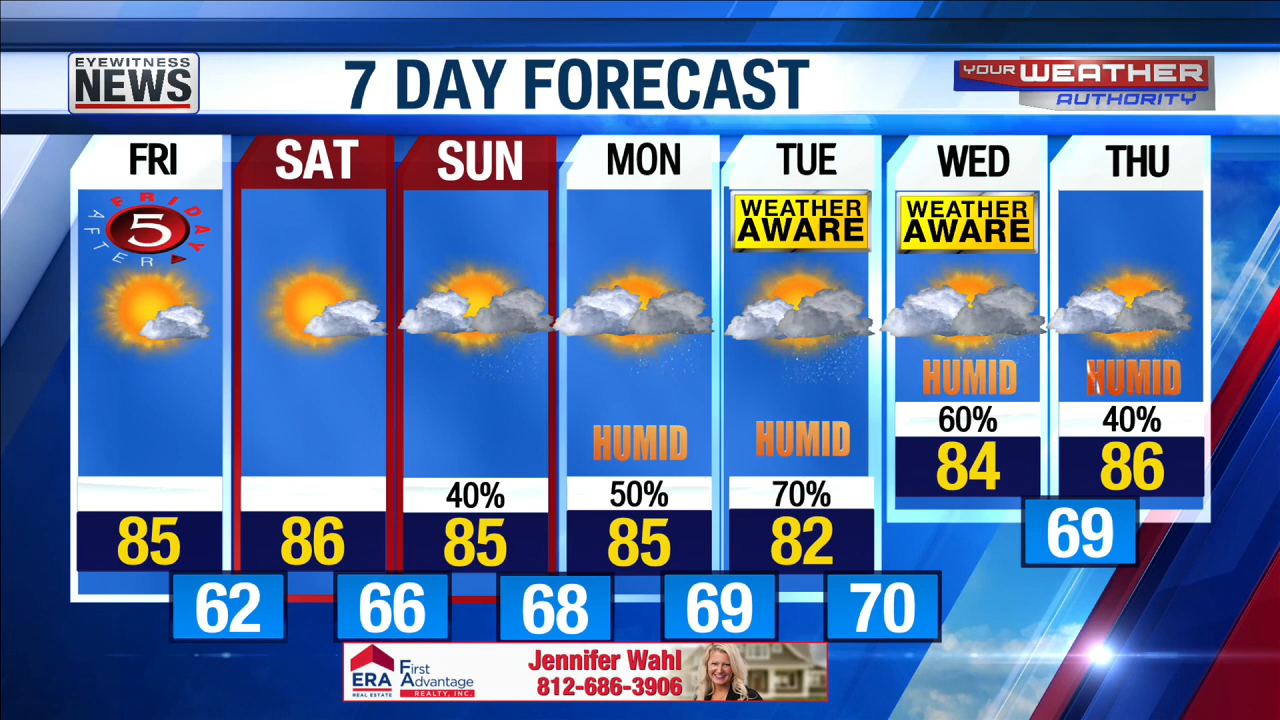 EYEWITNESS
NEWS
7 DAY FORECAST
YOUR WEATHER
AUTHORITY
FRI
SAT
SUN
MON
TUE
WED
THU
FRIDAY
5
AFTER
WEATHER
AWARE
WEATHER
AWARE
HUMID
HUMID
HUMID
HUMID
40%
50%
70%
60%
40%
85
86
85
85
82
84
86
62
66
68
69
70
69
ERA
REAL ESTATE
First
Advantage
REALTY, INC.
Jennifer Wahl
812-686-3906